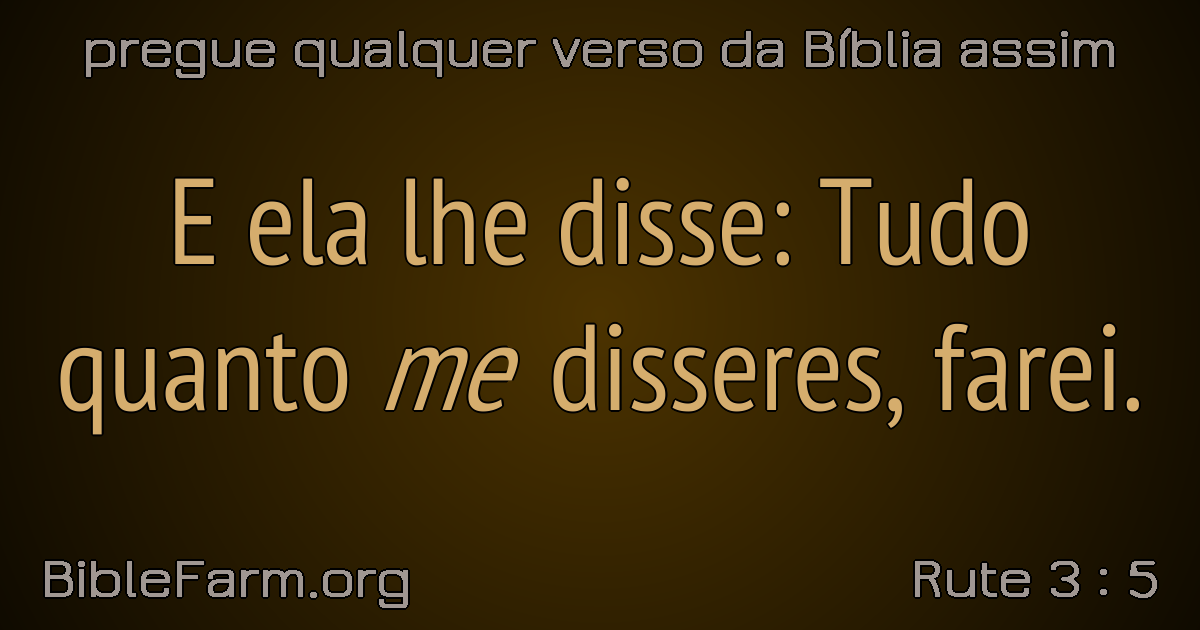 pregue qualquer verso da Bíblia assim
E ela lhe disse: Tudo
quanto me disseres, farei.
BibleFarm.org
Rute 3 : 5